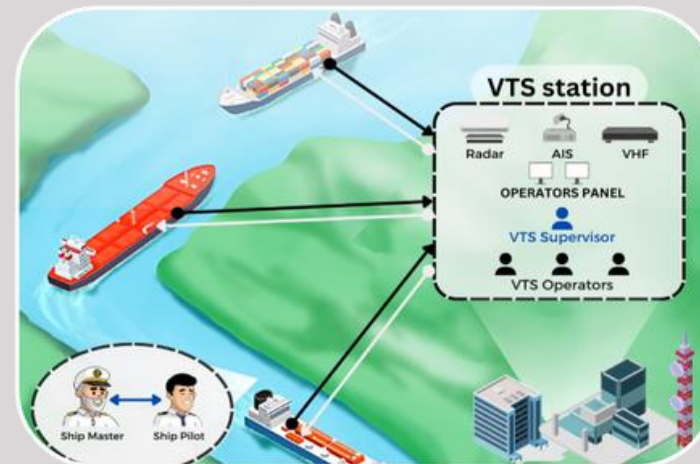 VTS station
Radar AIS VHF
OPERATORS PANEL
VTS Supervisor
VTS Operators
Ship Master Ship Pilot